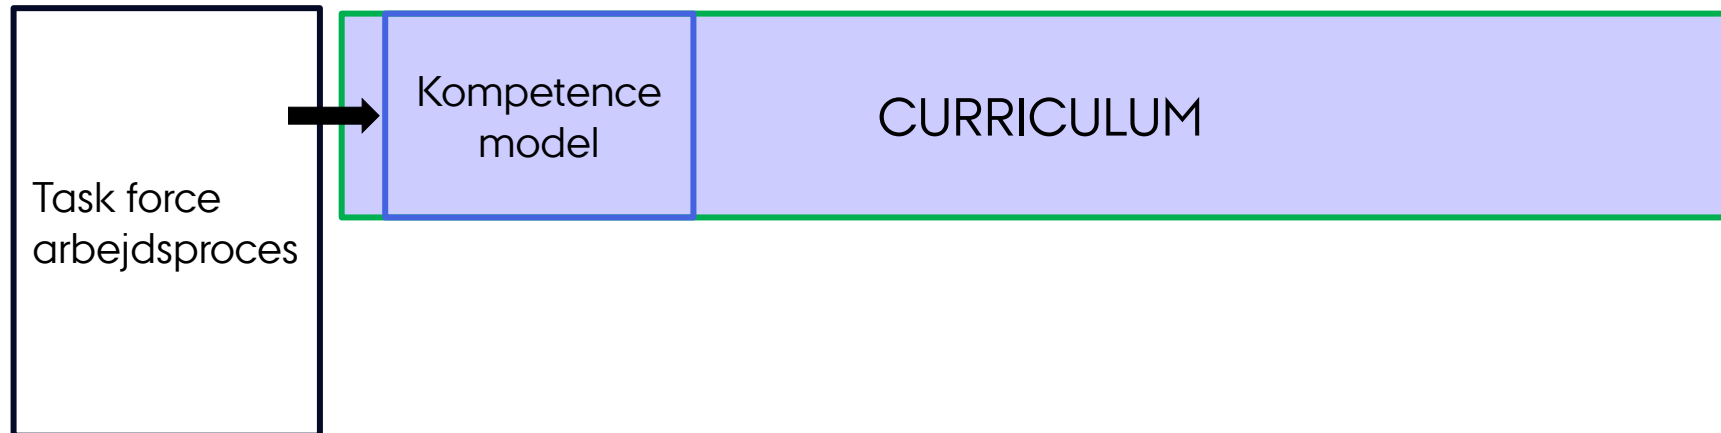 Task force
arbejdsproces
Kompetence
model
CURRICULUM